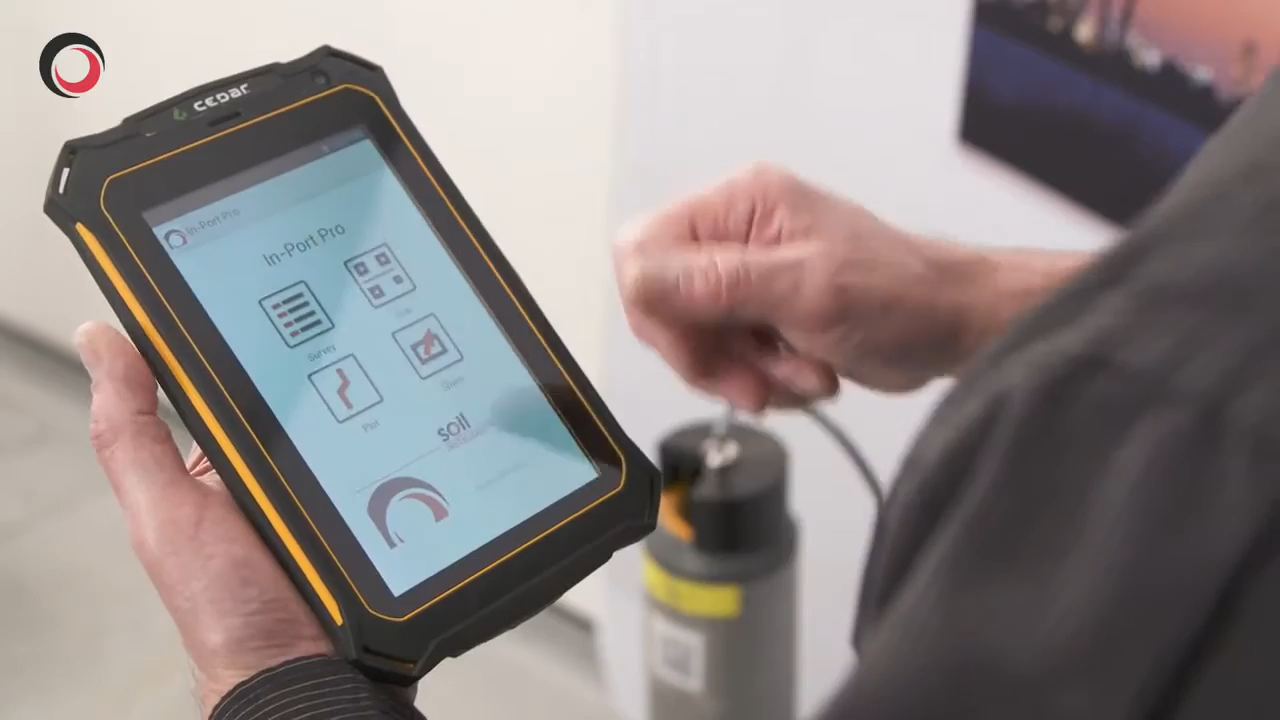 CEDAR
In-Port Pro
In-Port Pro
Survey
Plot
soil